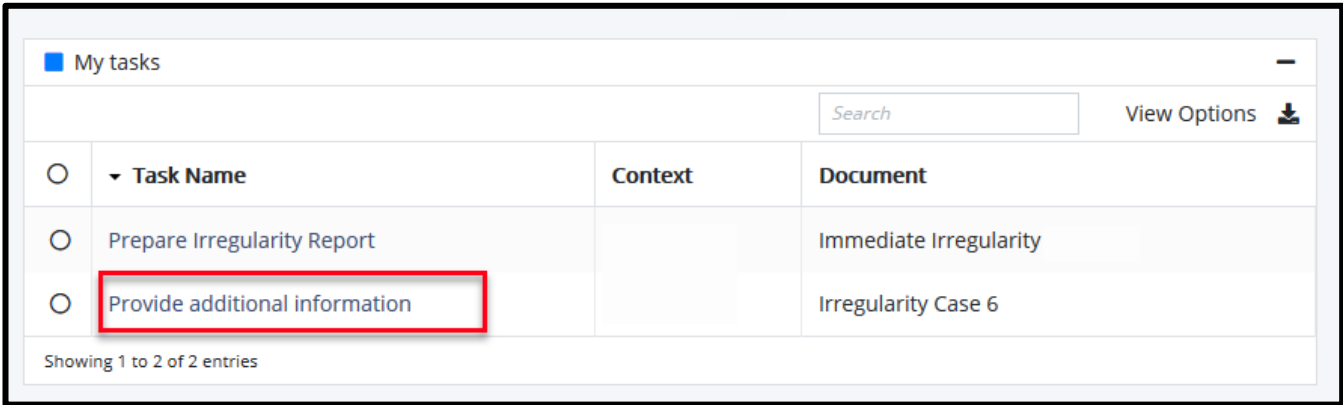 My tasks
Search View Options
Task Name Context Document
Prepare Irregularity Report Immediate Irregularity
Provide additional information Irregularity Case 6
Showing 1 to 2 of 2 entries